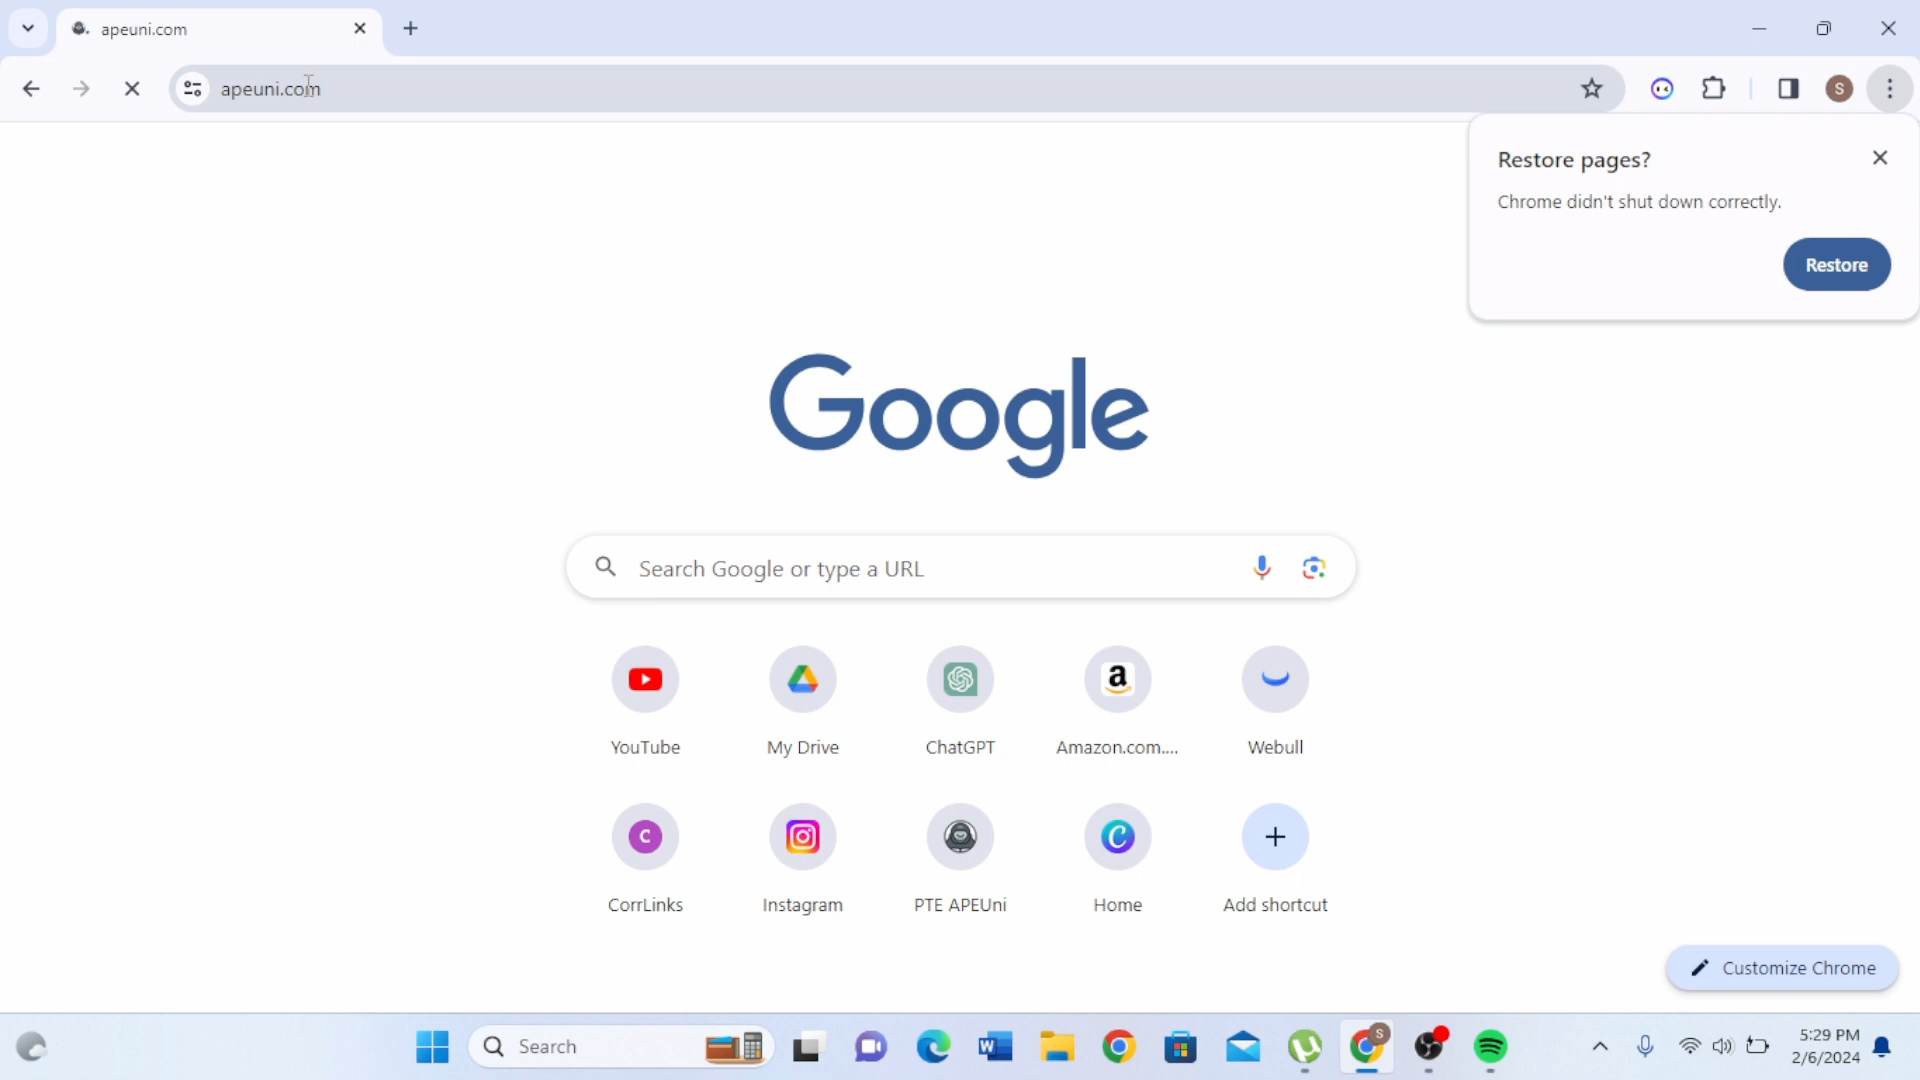 apeuni.com
apeuni.com
S
Restore pages?
Chrome didn't shut down correctly.
Restore
Google
Search Google or type a URL
YouTube
My Drive
ChatGPT
a
Amazon.com....
Webull
C
CorrLinks
Instagram
PTE APEUni
C
Home
Add shortcut
Customize Chrome
Search
W
S
5:29 PM
2/6/2024